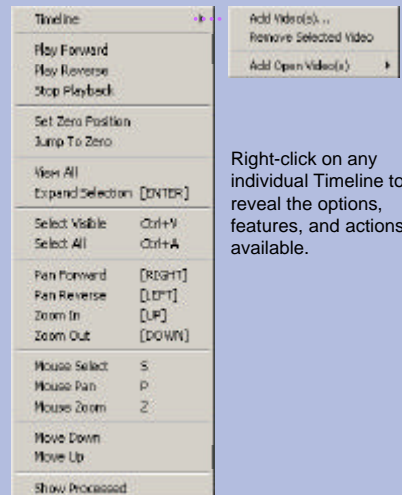 Timeline
Play Forward
Play Reverse
Stop Playback
Set Zero Position
Jump To Zero
View All
Expand Selection [ENTER]
Select Visible Ctrl+V
Select All Ctrl+A
Pan Forward [RIGHT]
Pan Reverse [LEFT]
Zoom In [UP]
Zoom Out [DOWN]
Mouse Select S
Mouse Pan P
Mouse Zoom Z
Move Down
Move Up
Show Processed
Add Video(s)...
Remove Selected Video
Add Open Video(s)
Right-click on any
individual Timeline to
reveal the options,
features, and actions
available.